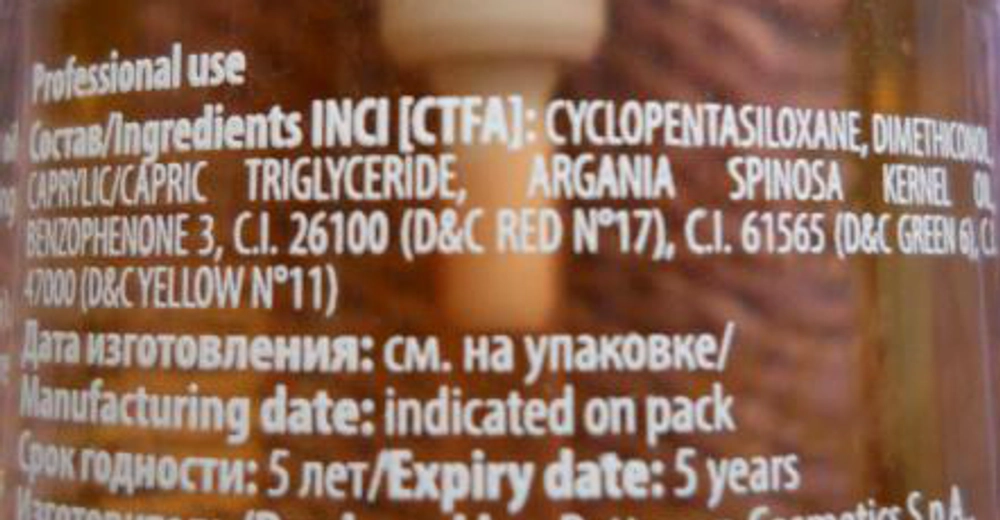 Professional use
Состав/Ingredients INCI [CTFA]: CYCLOPENTASILOXANE, DIMETHICONOL,
CAPRYLIC/CAPRIC TRIGLYCERIDE, ARGANIA SPINOSA KERNEL OIL,
BENZOPHENONE 3, C.I. 26100 (D&C RED N°17), C.I. 61565 (D&C GREEN 6), C.I.
47000 (D&C YELLOW N°11)
Дата изготовления: см. на упаковке/
Manufacturing date: indicated on pack
Срок годности: 5 лет/Expiry date: 5 years
Cosmetics S.p.A.